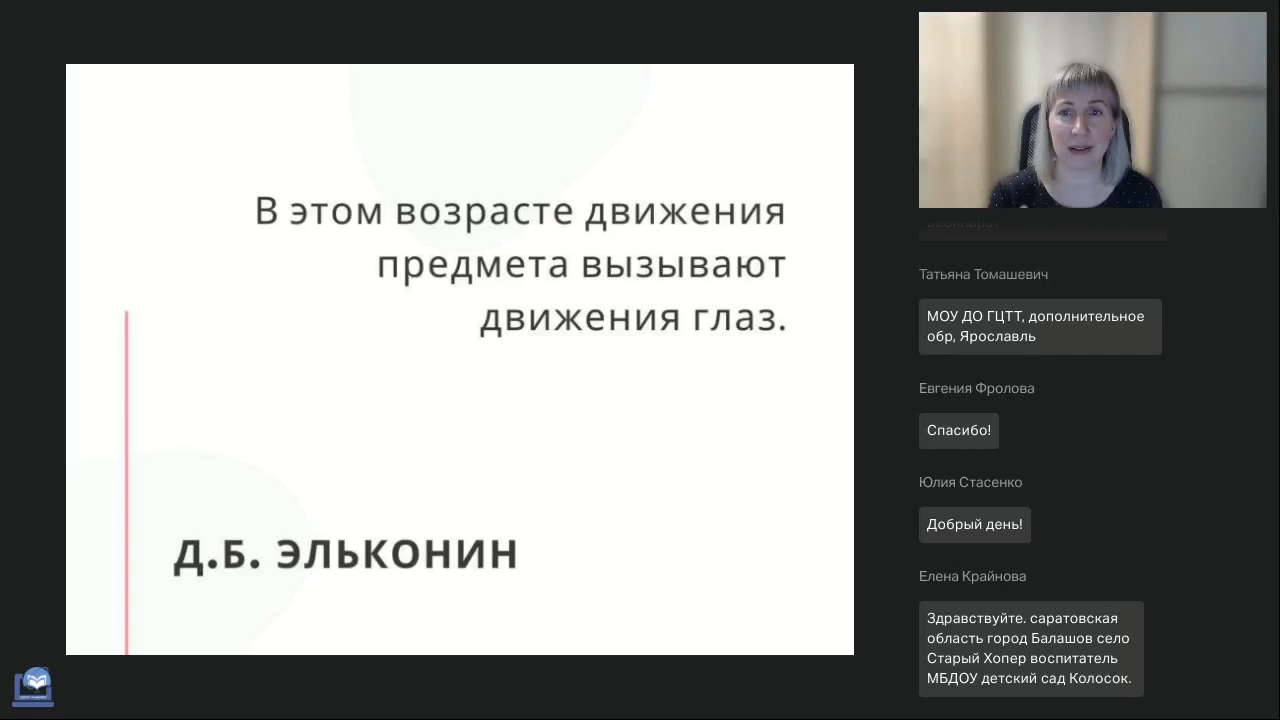 В этом возрасте движения
предмета вызывают
движения глаз.
Д.Б. ЭЛЬКОНИН
Татьяна Томашевич
МОУ ДО ГЦТТ, дополнительное
обр, Ярославль
Евгения Фролова
Спасибо!
Юлия Стасенко
Добрый день!
Елена Крайнова
Здравствуйте. саратовская
область город Балашов село
Старый Хопер воспитатель
МБДОУ детский сад Колосок.